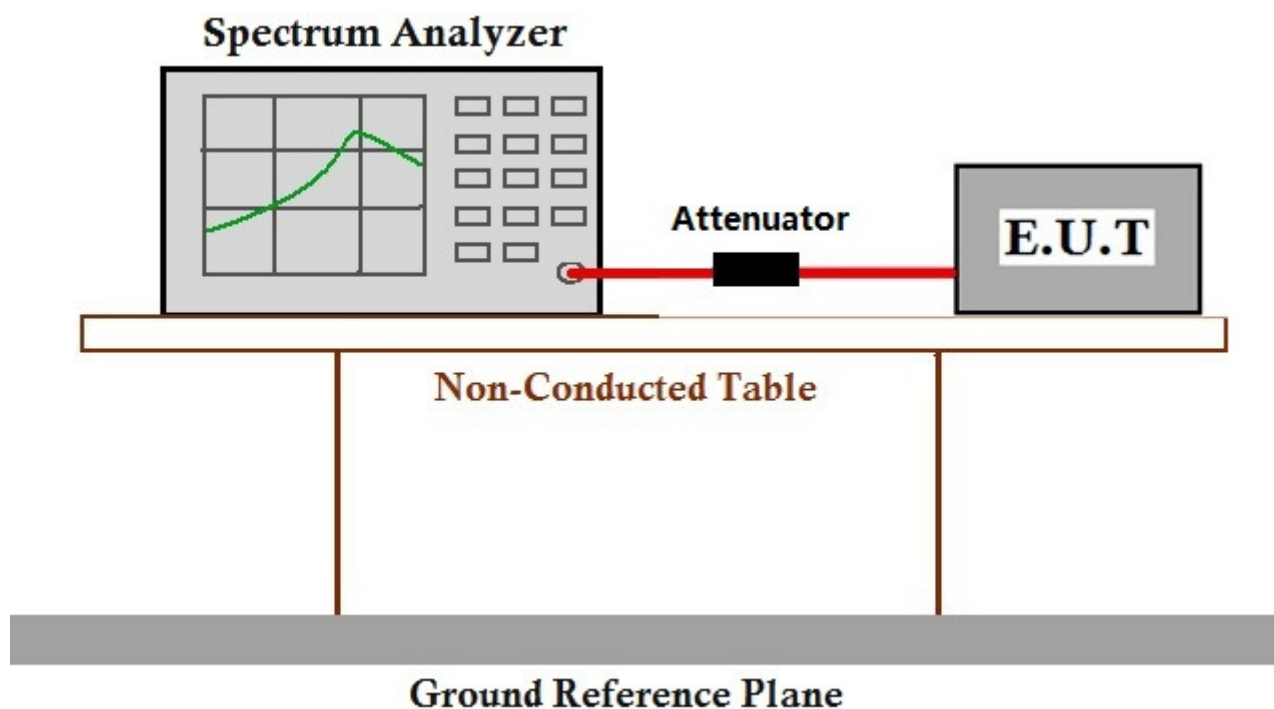 Spectrum Analyzer
Attenuator
E.U.T
Non-Conducted Table
Ground Reference Plane